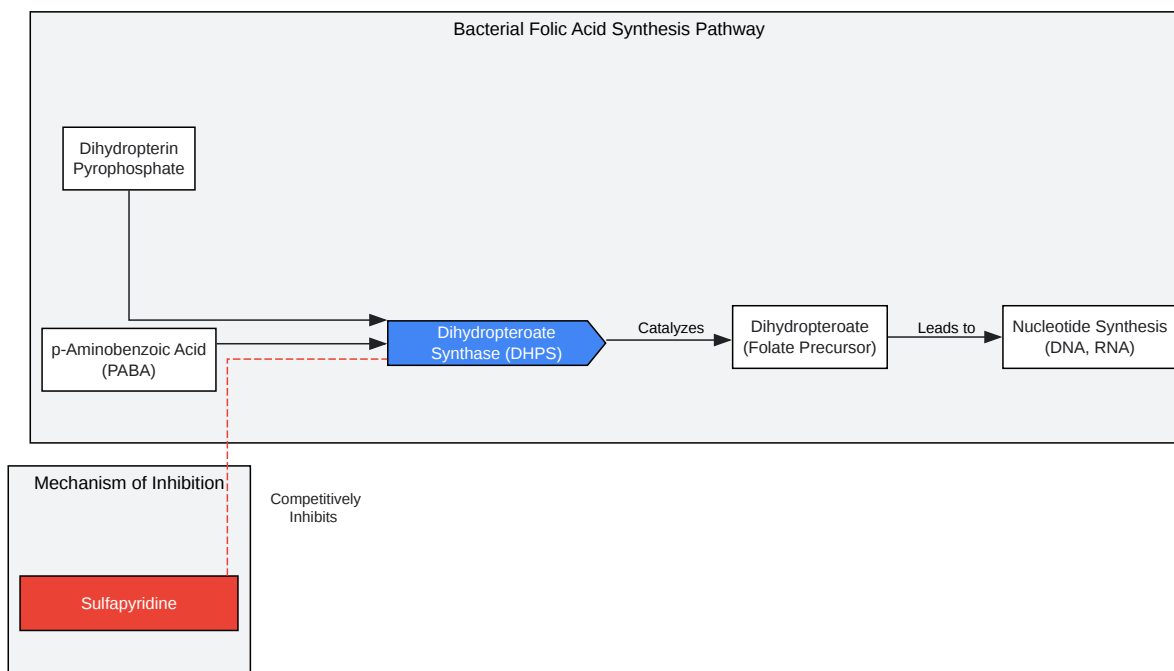 Bacterial Folic Acid Synthesis Pathway
Dihydropterin
Pyrophosphate
p-Aminobenzoic Acid
(PABA)
Dihydropteroate
Synthase (DHPS)
Catalyzes
Dihydropteroate
(Folate Precursor)
Leads to
Nucleotide Synthesis
(DNA, RNA)
Mechanism of Inhibition
Competitively
Inhibits
Sulfapyridine